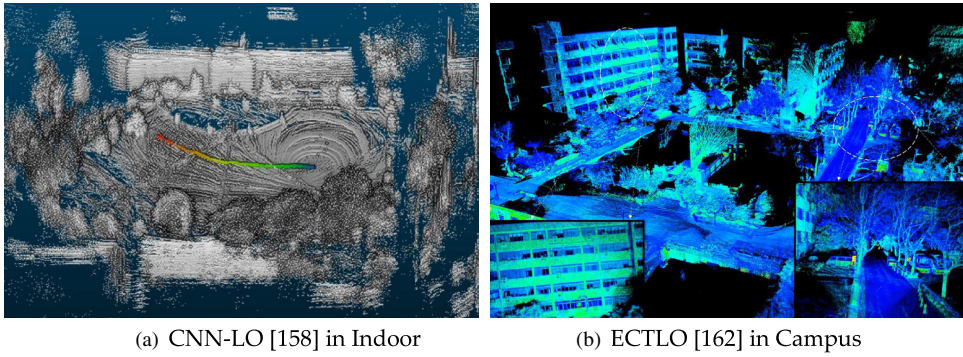 (a) CNN-LO [158] in Indoor
(b) ECTLO [162] in Campus